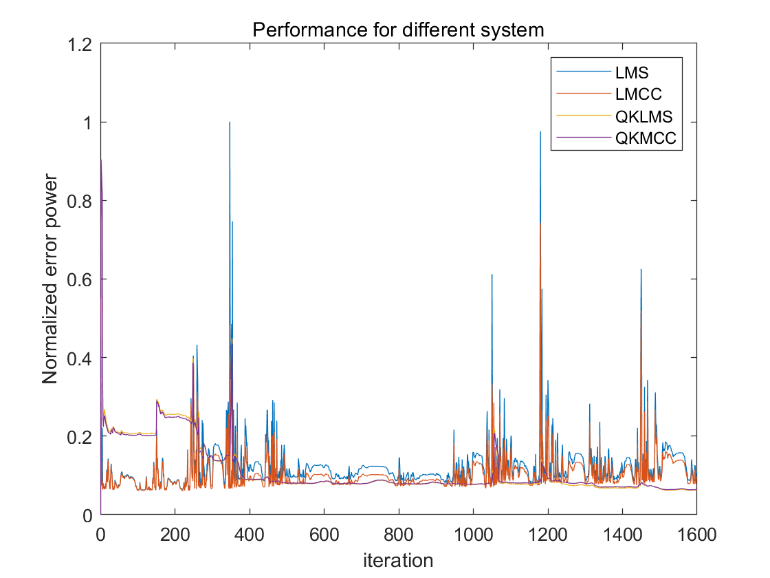 Performance for different system
1.2
1
0.8
0.6
0.4
0.2
0
Normalized error power
LMS
LMCC
QKLMS
QKMCC
0 200 400 600 800 1000 1200 1400 1600
iteration